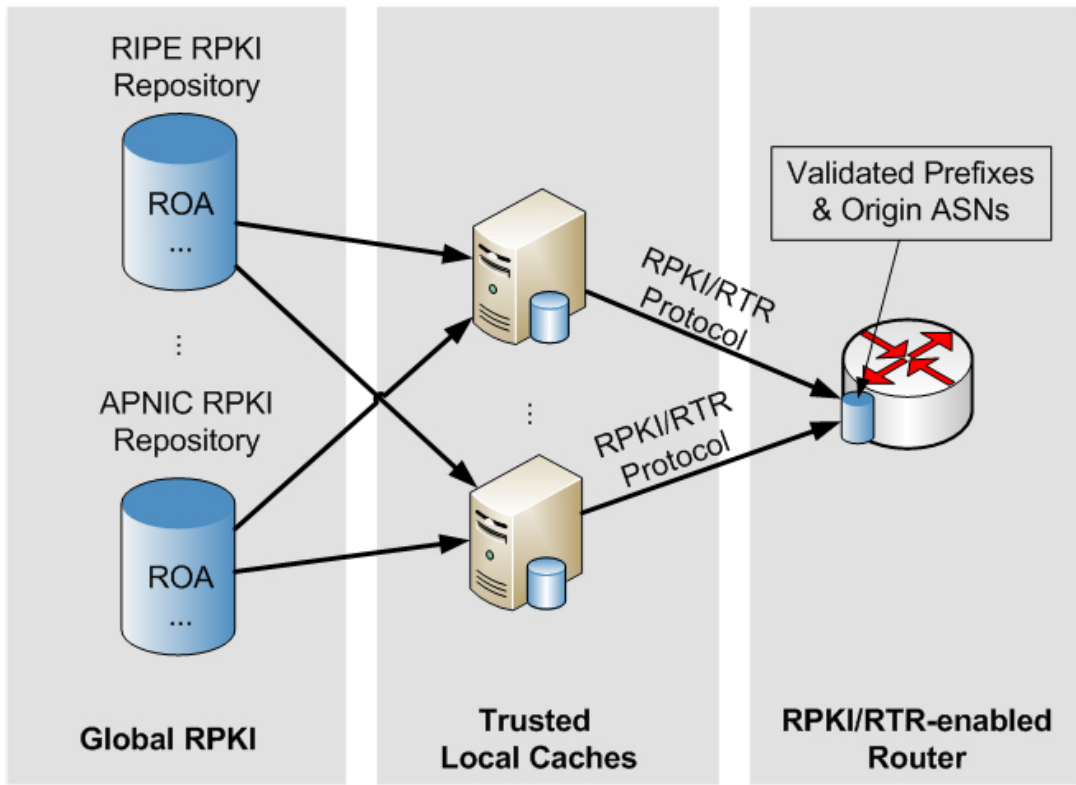 RIPE RPKI
Repository
ROA
...
...
APNIC RPKI
Repository
ROA
...
Global RPKI
...
Trusted
Local Caches
RPKI/RTR
Protocol
RPKI/RTR
Protocol
Validated Prefixes
& Origin ASNs
RPKI/RTR-enabled
Router